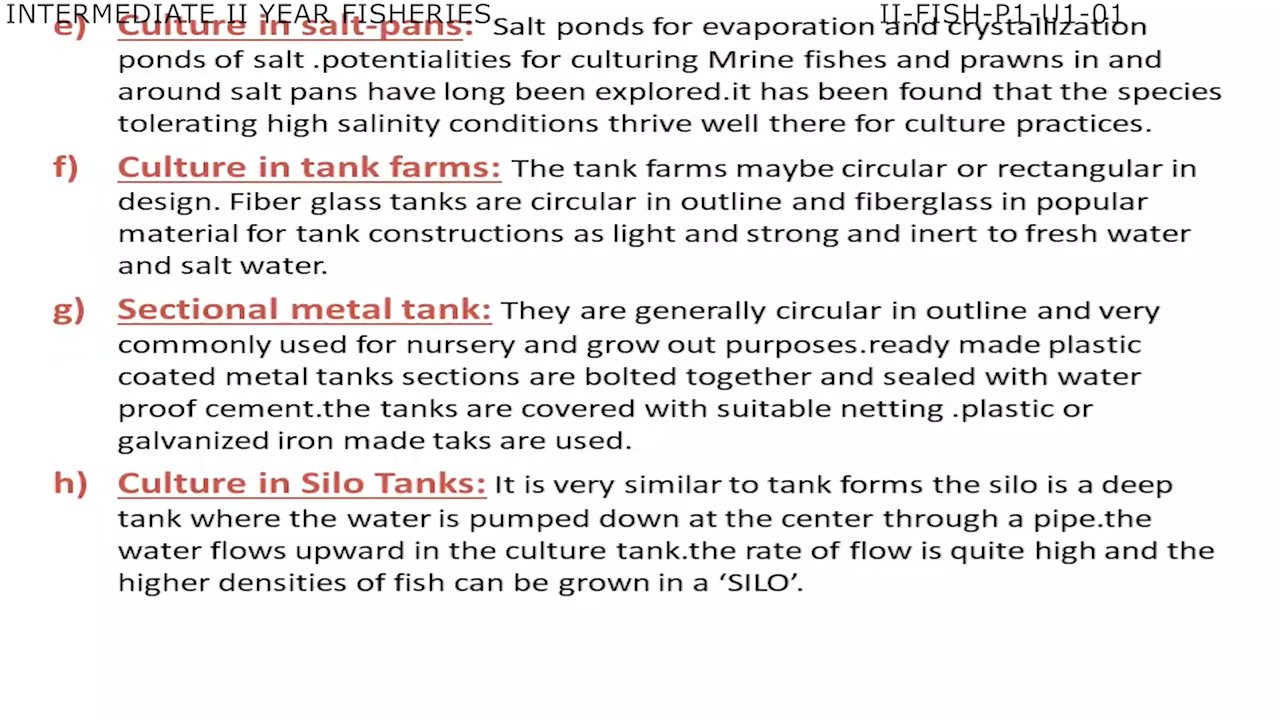 INTERMEDIATE II YEAR FISHERIES II-FISH-P1-U1-01
e) Culture in salt-pans: Salt ponds for evaporation and crystallization
ponds of salt .potentialities for culturing Mrine fishes and prawns in and
around salt pans have long been explored.it has been found that the species
tolerating high salinity conditions thrive well there for culture practices.
f) Culture in tank farms: The tank farms maybe circular or rectangular in
design. Fiber glass tanks are circular in outline and fiberglass in popular
material for tank constructions as light and strong and inert to fresh water
and salt water.
g) Sectional metal tank: They are generally circular in outline and very
commonly used for nursery and grow out purposes.ready made plastic
coated metal tanks sections are bolted together and sealed with water
proof cement.the tanks are covered with suitable netting .plastic or
galvanized iron made taks are used.
h) Culture in Silo Tanks: It is very similar to tank forms the silo is a deep
tank where the water is pumped down at the center through a pipe.the
water flows upward in the culture tank.the rate of flow is quite high and the
higher densities of fish can be grown in a ‘SILO’.